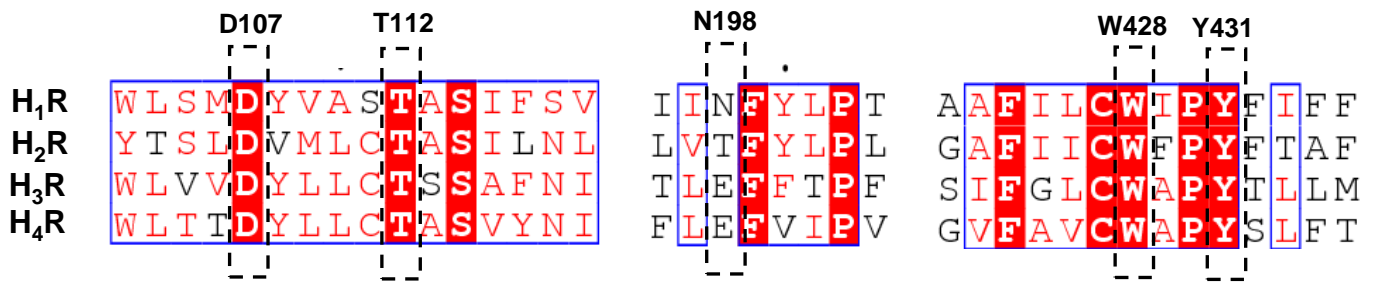 D107 T112 N198 W428 Y431
H₁R WLSMDYVASTASIFSV IINFYLPT AAFILCWIPYFIFF
H₂R YTSLDVMLCTASILNL LVTFYLPL GAFIICWFPYFTAF
H₃R WLVVDYLLCTSSAFNI TLEFFTPF SIFGLCWAPYTLLM
H₄R WLTTDYLLCTASVYNI FLEFVIPV GVFAVCWAPYSLFT